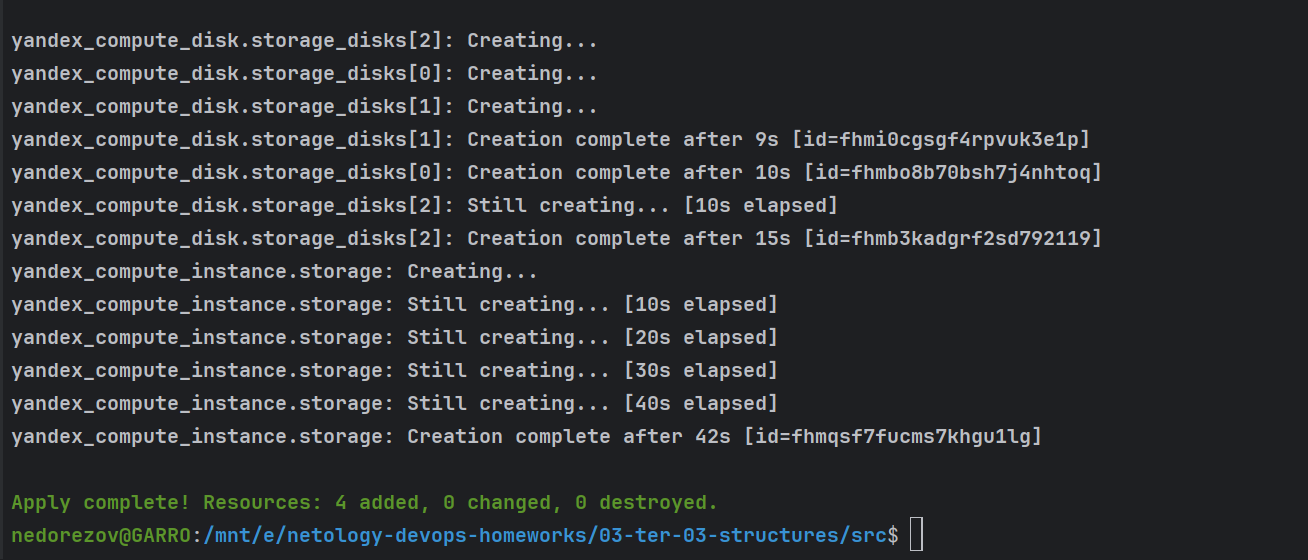 yandex_compute_disk.storage_disks[2]: Creating...
yandex_compute_disk.storage_disks[0]: Creating...
yandex_compute_disk.storage_disks[1]: Creating...
yandex_compute_disk.storage_disks[1]: Creation complete after 9s [id=fhmi0cgsgf4rpvuk3e1p]
yandex_compute_disk.storage_disks[0]: Creation complete after 10s [id=fhmbo8b70bsh7j4nhtoq]
yandex_compute_disk.storage_disks[2]: Still creating... [10s elapsed]
yandex_compute_disk.storage_disks[2]: Creation complete after 15s [id=fhmb3kadgrf2sd792119]
yandex_compute_instance.storage: Creating...
yandex_compute_instance.storage: Still creating... [10s elapsed]
yandex_compute_instance.storage: Still creating... [20s elapsed]
yandex_compute_instance.storage: Still creating... [30s elapsed]
yandex_compute_instance.storage: Still creating... [40s elapsed]
yandex_compute_instance.storage: Creation complete after 42s [id=fhmqsf7fucms7khgu1lg]
Apply complete! Resources: 4 added, 0 changed, 0 destroyed.
nedorezov@GARRO:/mnt/e/netology-devops-homeworks/03-ter-03-structures/src$